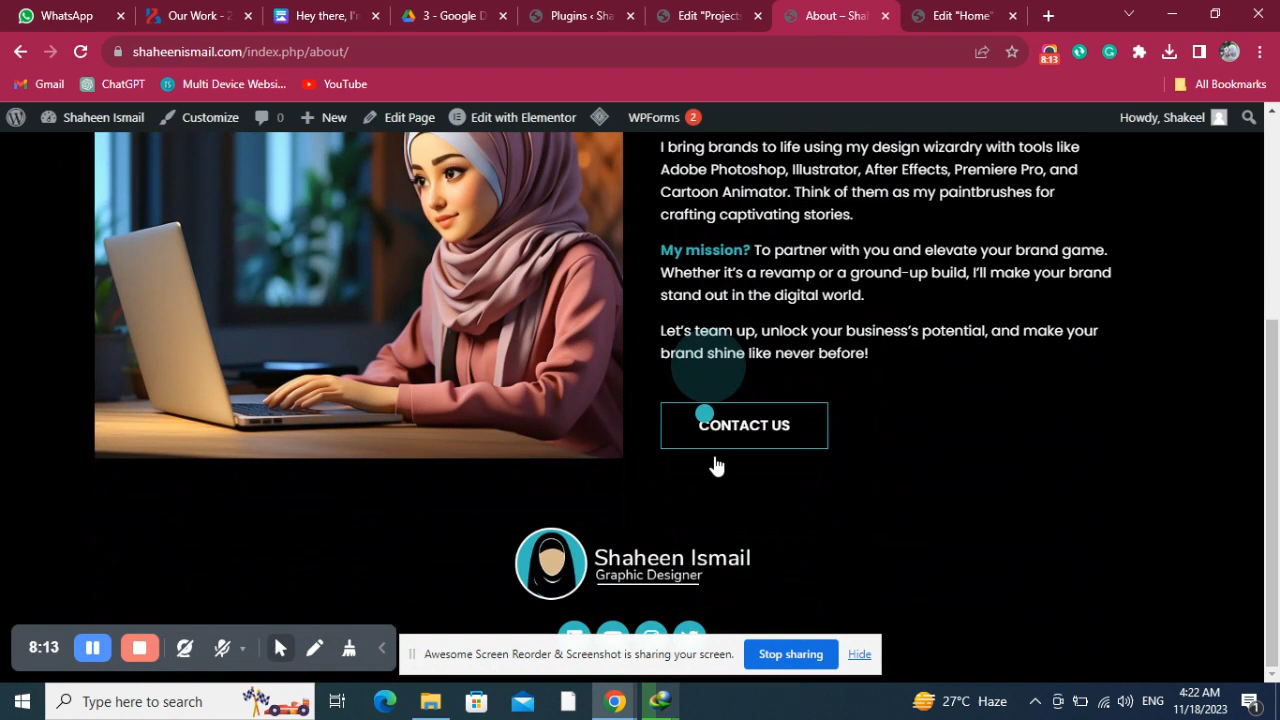 WhatsApp
Our Work - 2
Hey there, I'm
3 - Google D
Plugins ‹ Sha
Edit "Project
About – Sha
Edit "Home"
shaheenismail.com/index.php/about/
8:13
Gmail
ChatGPT
Multi Device Websi...
YouTube
All Bookmarks
Shaheen Ismail
Customize
0
New
Edit Page
Edit with Elementor
WPForms 2
Howdy, Shakeel
I bring brands to life using my design wizardry with tools like
Adobe Photoshop, Illustrator, After Effects, Premiere Pro, and
Cartoon Animator. Think of them as my paintbrushes for
crafting captivating stories.
My mission? To partner with you and elevate your brand game.
Whether it's a revamp or a ground-up build, I'll make your brand
stand out in the digital world.
Let's team up, unlock your business's potential, and make your
brand shine like never before!
CONTACT US
Shaheen Ismail
Graphic Designer
8:13
Awesome Screen Reorder & Screenshot is sharing your screen.
Stop sharing
Hide
Type here to search
27°C Haze
ENG
4:22 AM
11/18/2023
1